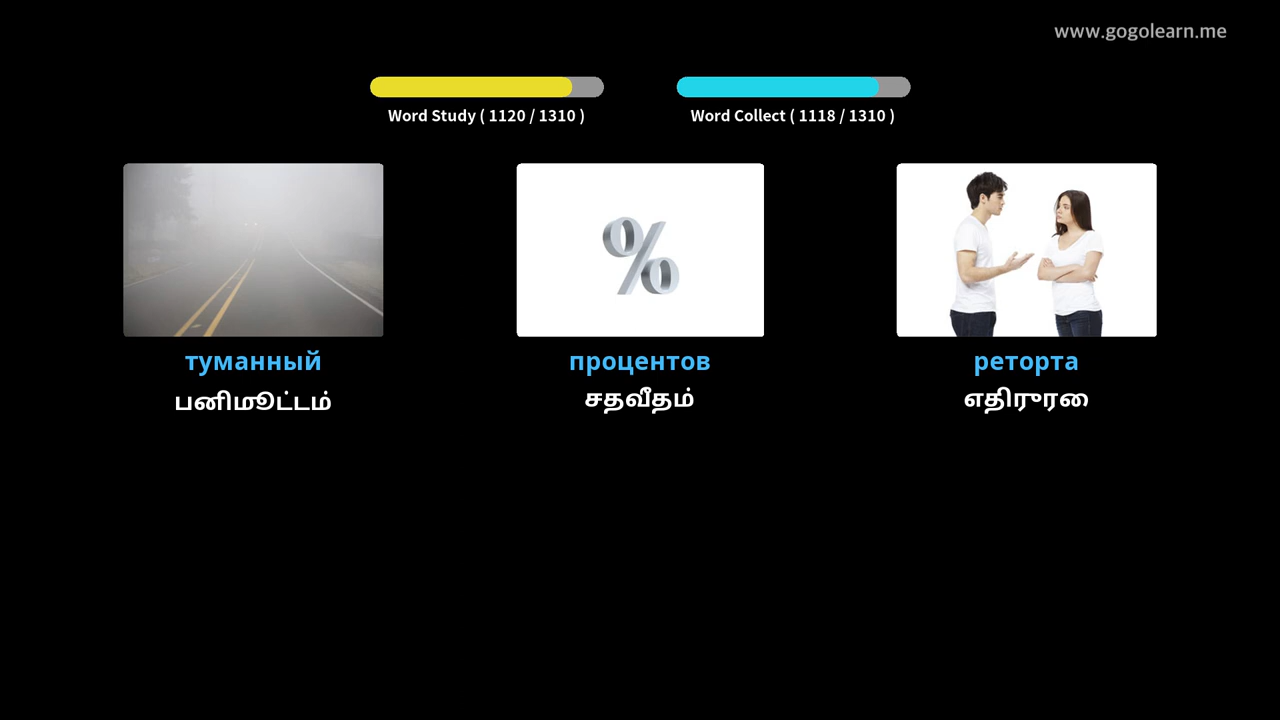 www.gogolearn.me
Word Study ( 1120 / 1310 )
Word Collect ( 1118 / 1310 )
туманный
процентов
реторта
பனிமூட்டம்
சதவீதம்
எதிருரை